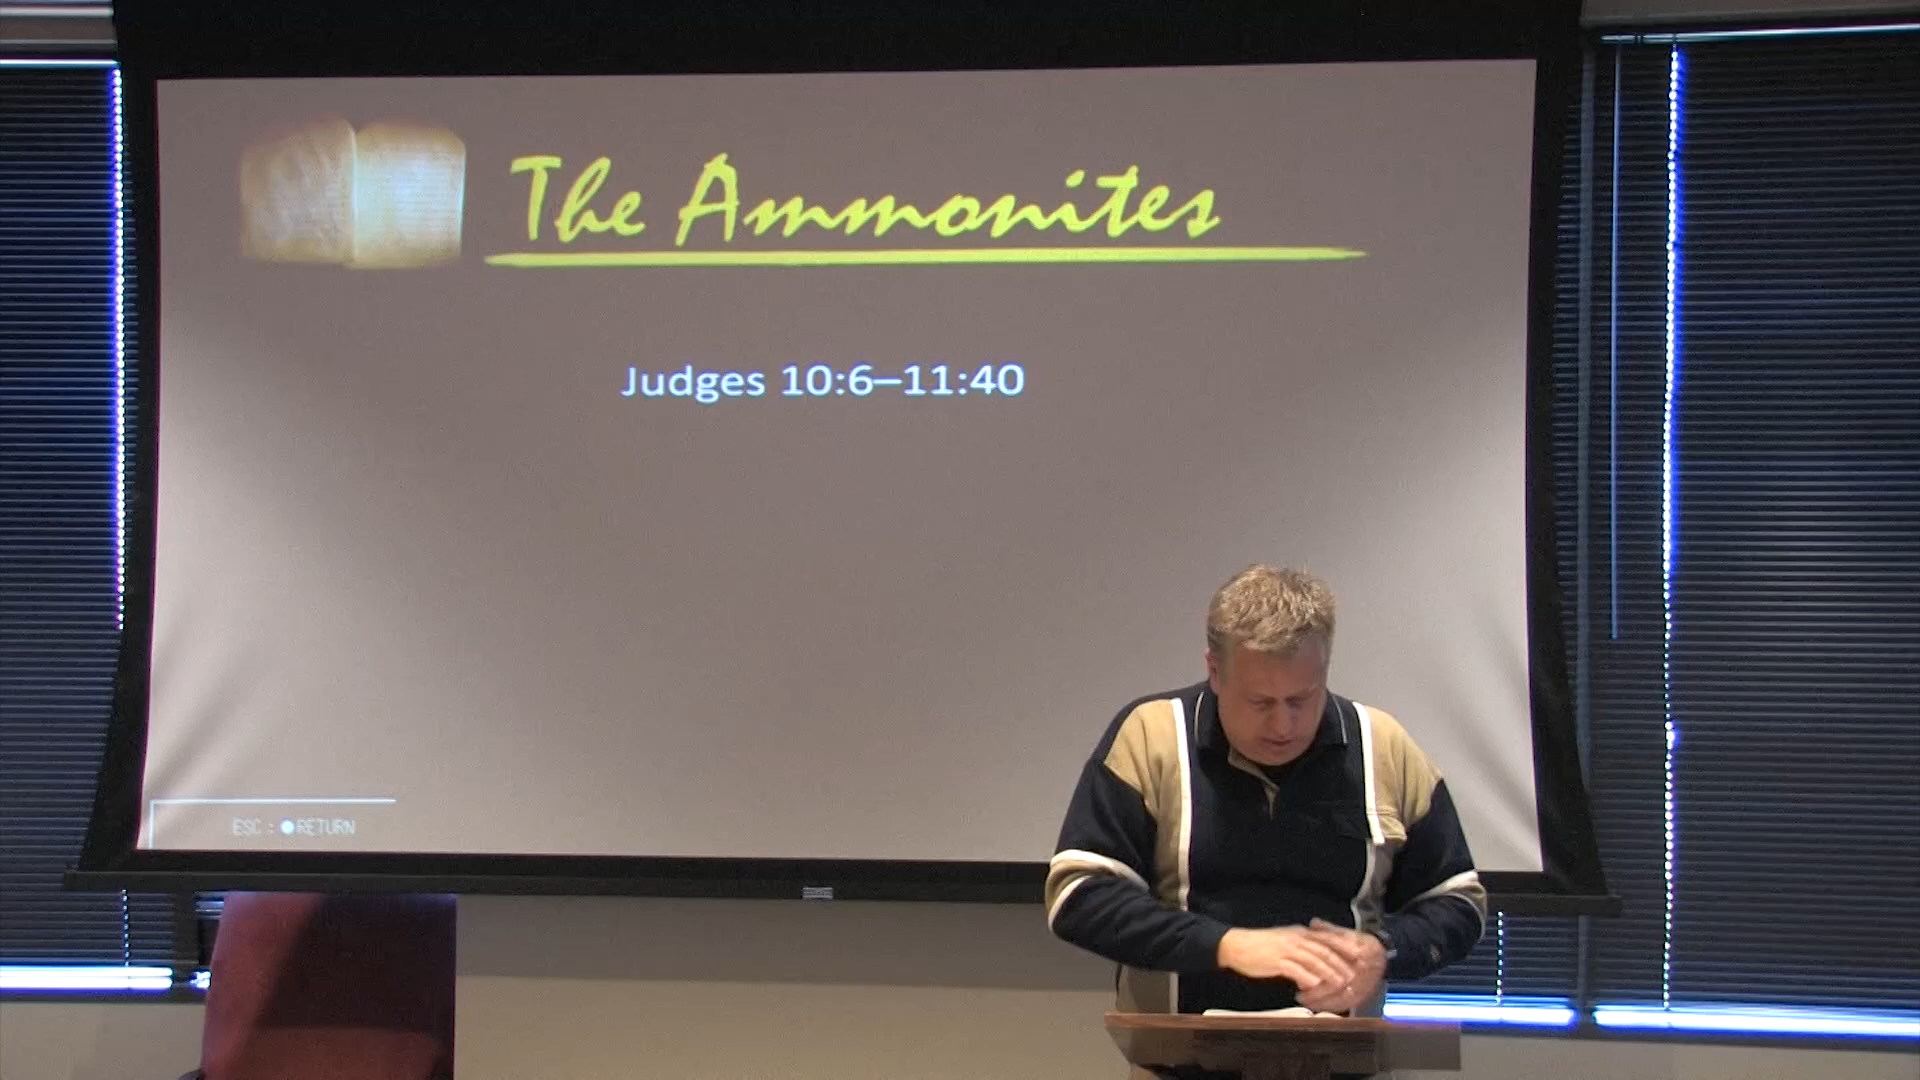 The Ammonites
Judges 10:6–11:40
ESC : ●RETURN